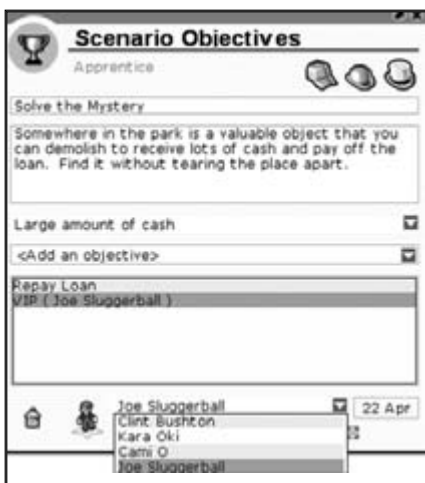 Scenario Objectives
Apprentice
Solve the Mystery
Somewhere in the park is a valuable object that you
can demolish to receive lots of cash and pay off the
loan. Find it without tearing the place apart.
Large amount of cash
<Add an objective>
Repay Loan
VIP ( Joe Sluggerball )
Joe Sluggerball
22 Apr
Clint Bushton
Kara Oki
Cami O
Joe Sluggerball